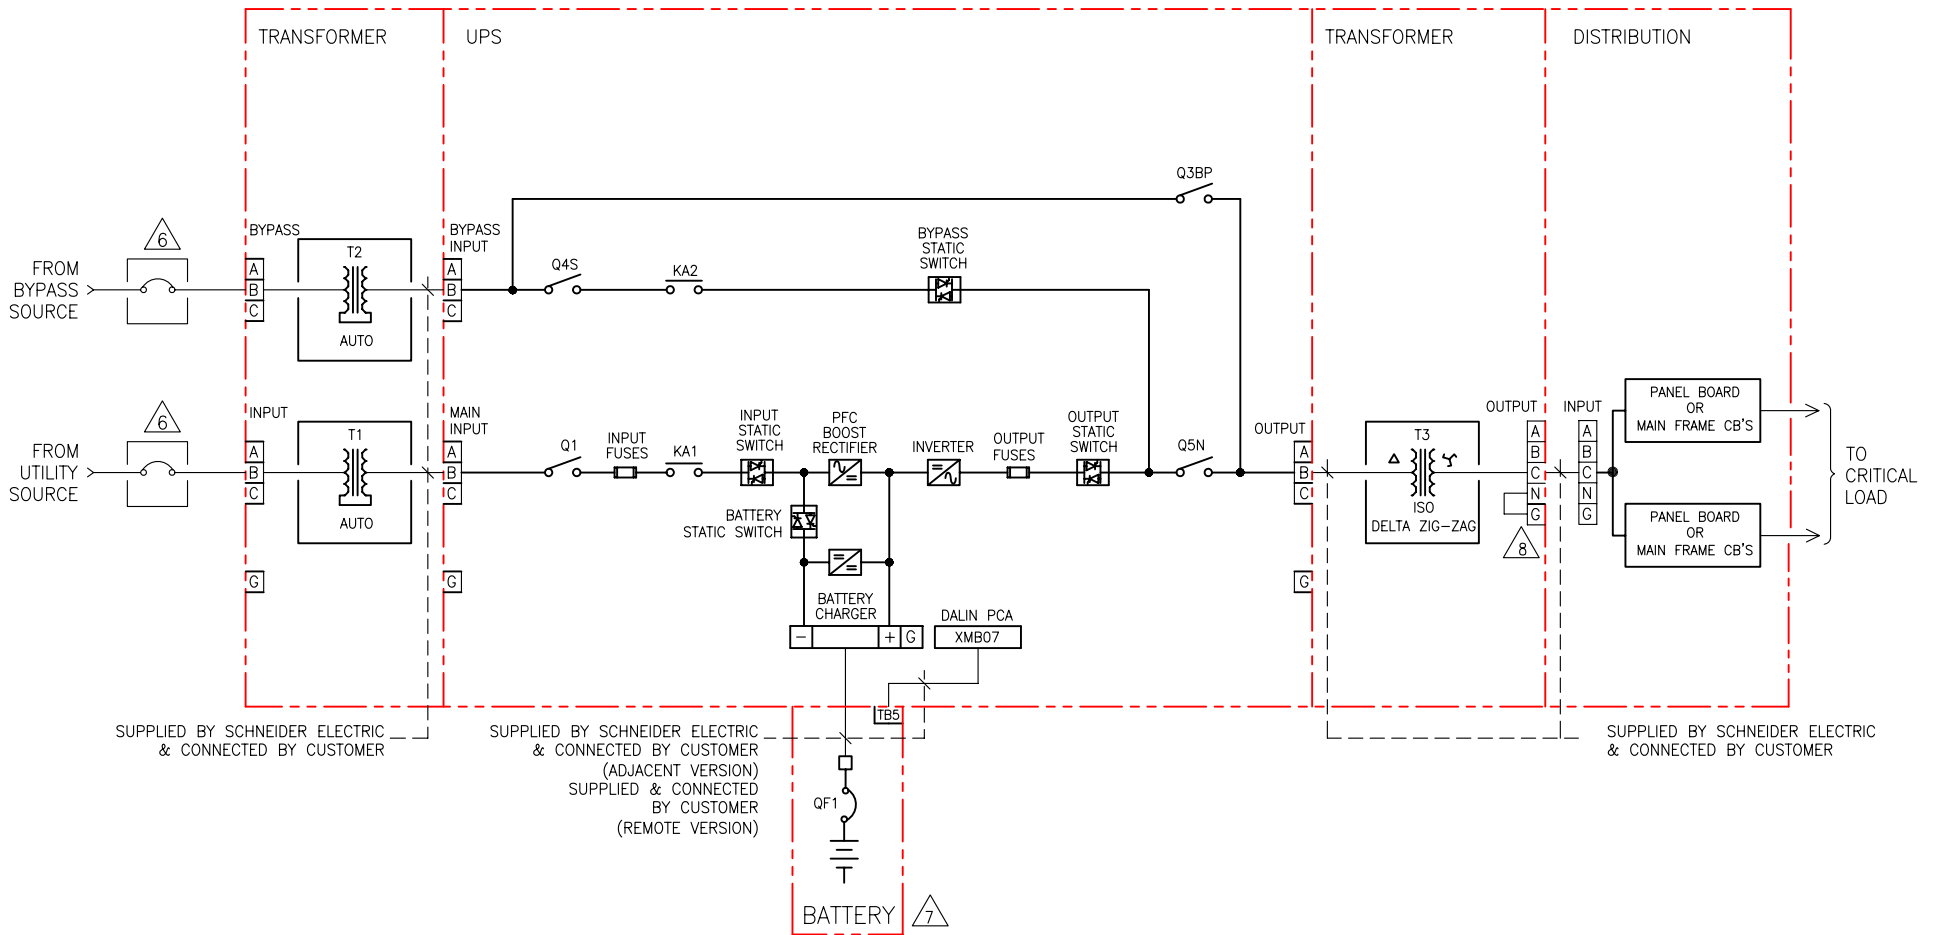 TRANSFORMER
UPS
TRANSFORMER
DISTRIBUTION
Q3BP
6
BYPASS
T2
AUTO
BYPASS
INPUT
FROM
BYPASS
SOURCE
A
B
C
A
B
C
Q4S
KA2
BYPASS
STATIC
SWITCH
6
INPUT
T1
AUTO
MAIN
INPUT
FROM
UTILITY
SOURCE
A
B
C
A
B
C
Q1
INPUT
FUSES
KA1
INPUT
STATIC
SWITCH
PFC
BOOST
RECTIFIER
INVERTER
OUTPUT
FUSES
OUTPUT
STATIC
SWITCH
Q5N
OUTPUT
A
B
C
T3
ISO
DELTA ZIG-ZAG
OUTPUT
A
B
C
N
G
8
INPUT
A
B
C
N
G
PANEL BOARD
OR
MAIN FRAME CB'S
PANEL BOARD
OR
MAIN FRAME CB'S
TO
CRITICAL
LOAD
BATTERY
STATIC SWITCH
G
G
G
BATTERY
CHARGER
- + G
DALIN PCA
XMB07
TB5
SUPPLIED BY SCHNEIDER ELECTRIC
& CONNECTED BY CUSTOMER
SUPPLIED BY SCHNEIDER ELECTRIC
& CONNECTED BY CUSTOMER
(ADJACENT VERSION)
SUPPLIED & CONNECTED
BY CUSTOMER
(REMOTE VERSION)
SUPPLIED BY SCHNEIDER ELECTRIC
& CONNECTED BY CUSTOMER
QF1
BATTERY
7